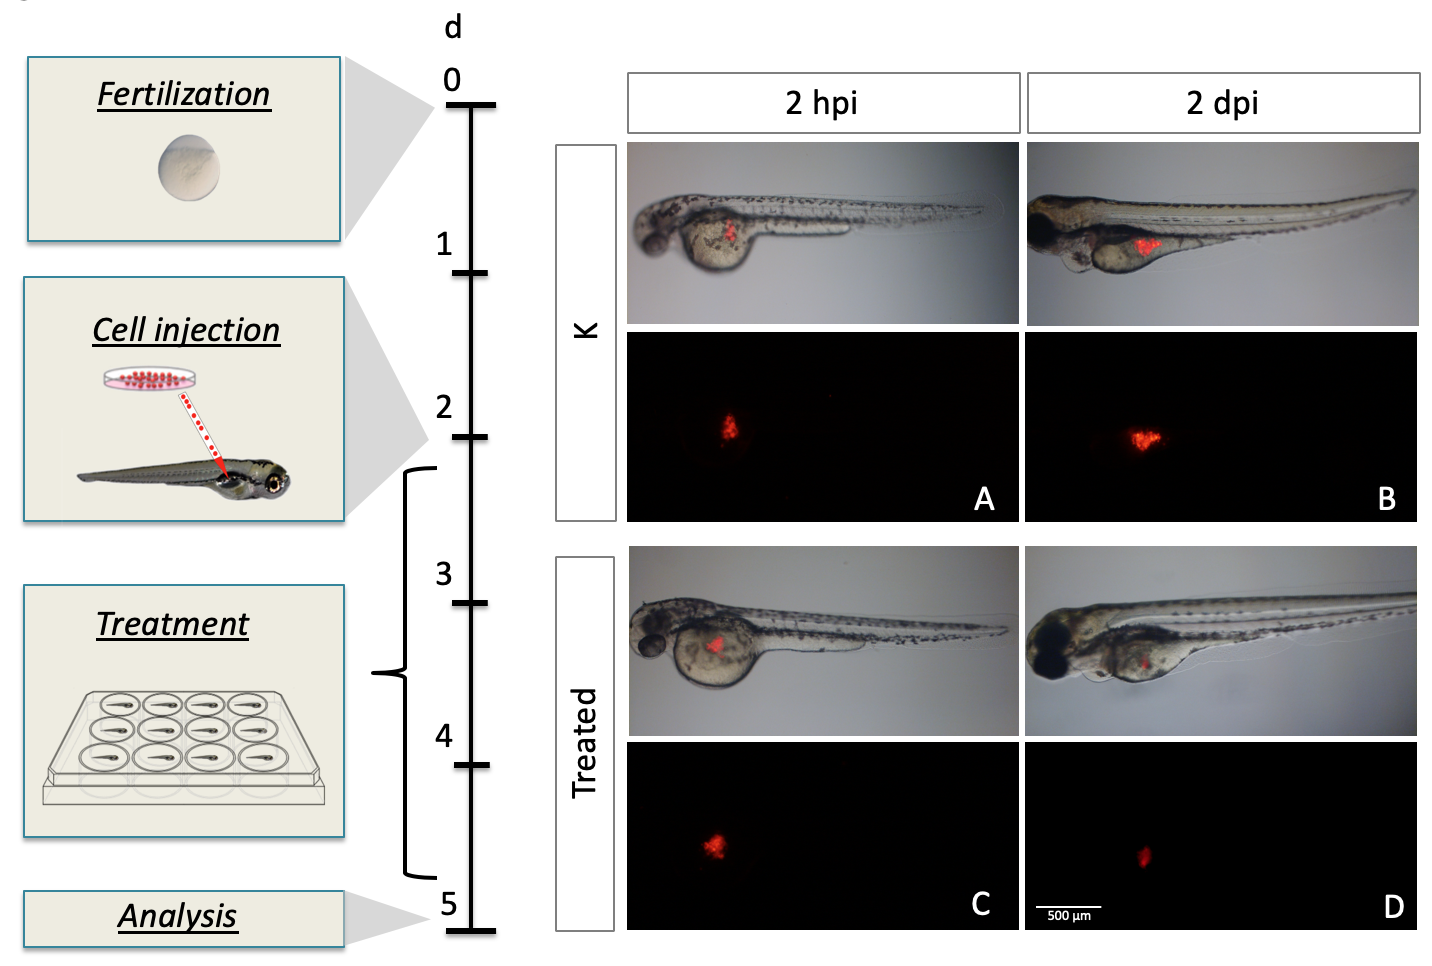 d
0
Fertilization
1
Cell injection
2
3
Treatment
4
5
Analysis
2 hpi
2 dpi
K
A
B
Treated
C
500 µm
D